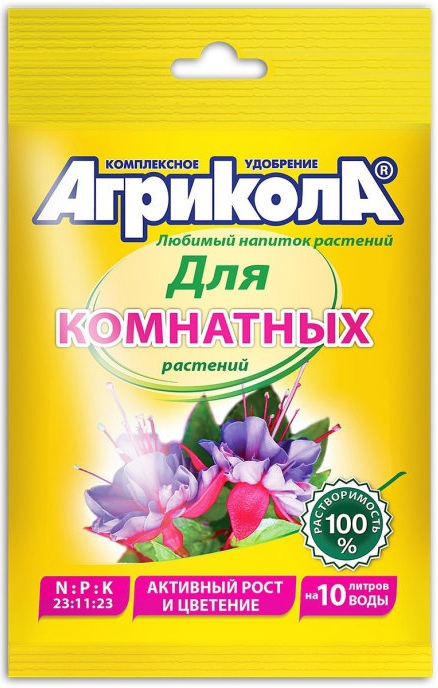 КОМПЛЕКСНОЕ УДОБРЕНИЕ
АгриколА®
Любимый напиток растений
Для
КОМНАТНЫХ
растений
РАСТВОРИМОСТЬ
100
%
N:P:K
23:11:23
АКТИВНЫЙ РОСТ
И ЦВЕТЕНИЕ
на 10 литров
ВОДЫ